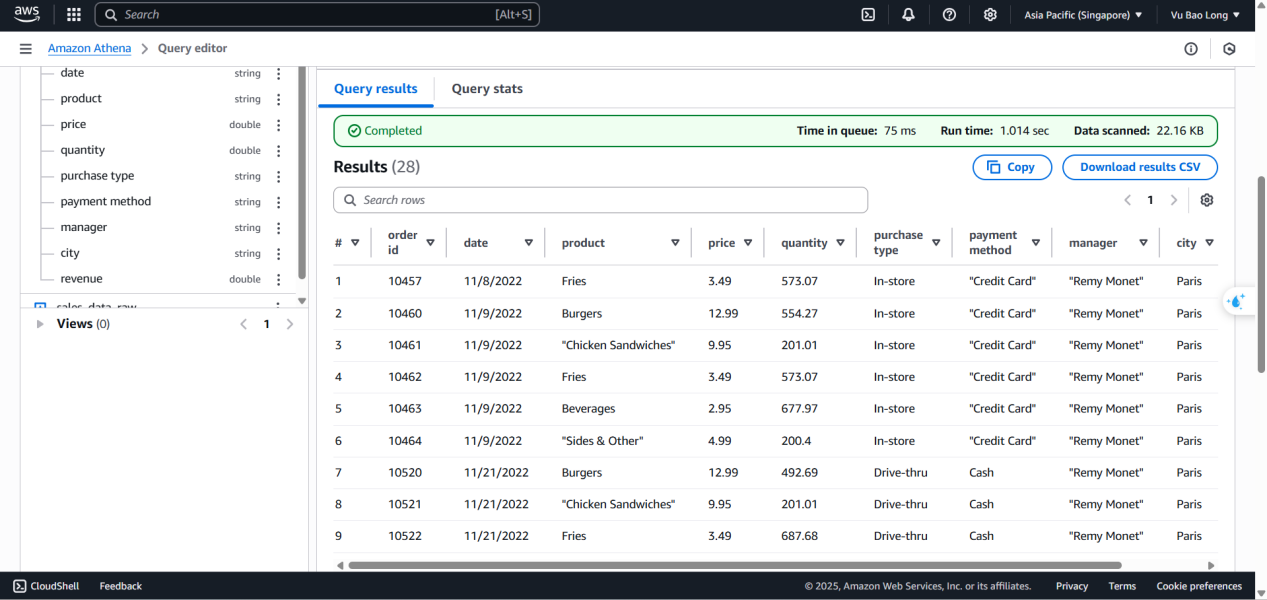 aws Search [Alt+S] Asia Pacific (Singapore) Vu Bao Long
Amazon Athena Query editor
date string
product string
price double
quantity double
purchase type string
payment method string
manager string
city string
revenue double
sales_data_raw
Views (0) 1
Query results Query stats
Completed Time in queue: 75 ms Run time: 1.014 sec Data scanned: 22.16 KB
Results (28) Copy Download results CSV
Search rows 1
# order id date product price quantity purchase type payment method manager city
1 10457 11/8/2022 Fries 3.49 573.07 In-store "Credit Card" "Remy Monet" Paris
2 10460 11/9/2022 Burgers 12.99 554.27 In-store "Credit Card" "Remy Monet" Paris
3 10461 11/9/2022 "Chicken Sandwiches" 9.95 201.01 In-store "Credit Card" "Remy Monet" Paris
4 10462 11/9/2022 Fries 3.49 573.07 In-store "Credit Card" "Remy Monet" Paris
5 10463 11/9/2022 Beverages 2.95 677.97 In-store "Credit Card" "Remy Monet" Paris
6 10464 11/9/2022 "Sides & Other" 4.99 200.4 In-store "Credit Card" "Remy Monet" Paris
7 10520 11/21/2022 Burgers 12.99 492.69 Drive-thru Cash "Remy Monet" Paris
8 10521 11/21/2022 "Chicken Sandwiches" 9.95 201.01 Drive-thru Cash "Remy Monet" Paris
9 10522 11/21/2022 Fries 3.49 687.68 Drive-thru Cash "Remy Monet" Paris
CloudShell Feedback © 2025, Amazon Web Services, Inc. or its affiliates. Privacy Terms Cookie preferences